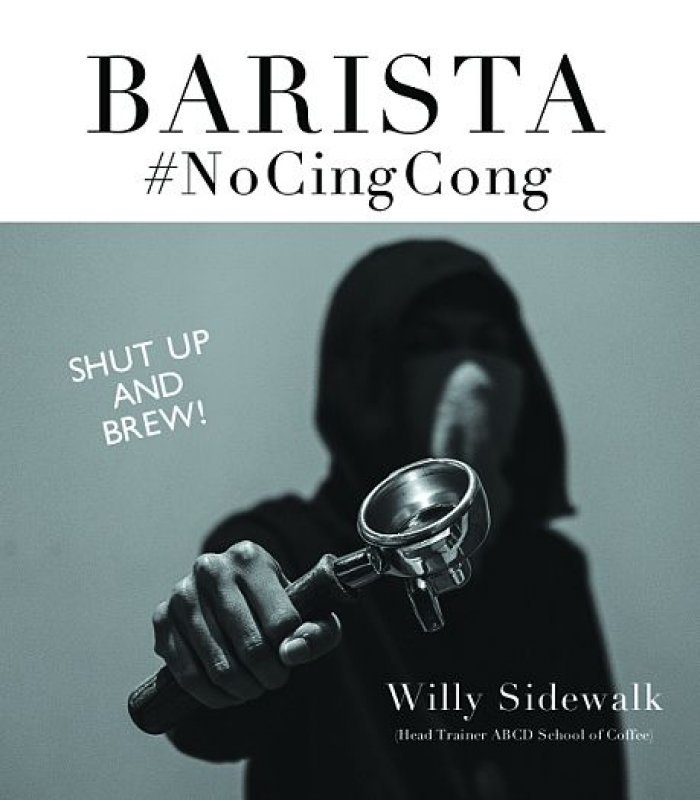 BARISTA
#NoCingCong
SHUT UP
AND
BREW!
Willy Sidewalk
(Head Trainer ABCD School of Coffee)